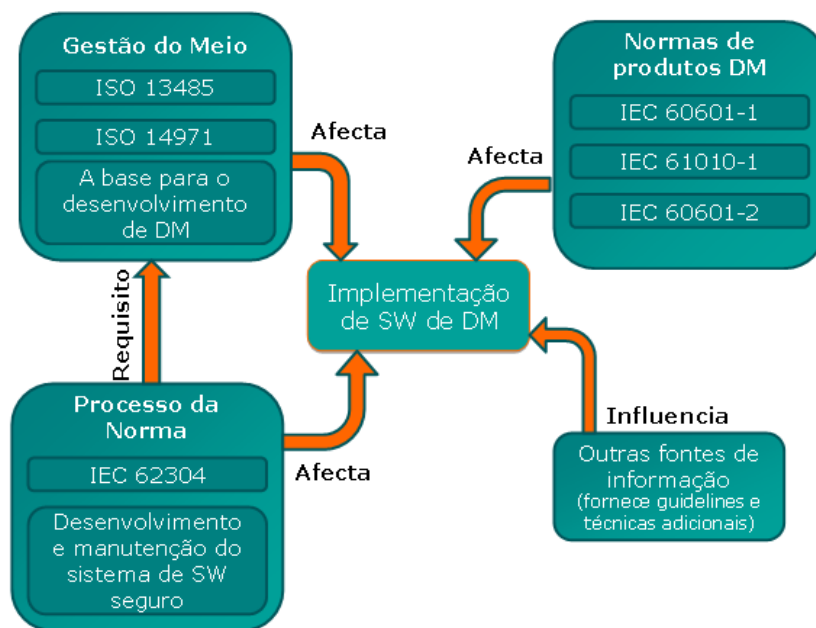 Gestão do Meio
ISO 13485
ISO 14971
A base para o
desenvolvimento
de DM
Afecta
Normas de
produtos DM
IEC 60601-1
IEC 61010-1
IEC 60601-2
Afecta
Requisito
Implementação
de SW de DM
Processo da
Norma
IEC 62304
Desenvolvimento
e manutenção do
sistema de SW
seguro
Afecta
Influencia
Outras fontes de
informação
(fornece guidelines e
técnicas adicionais)